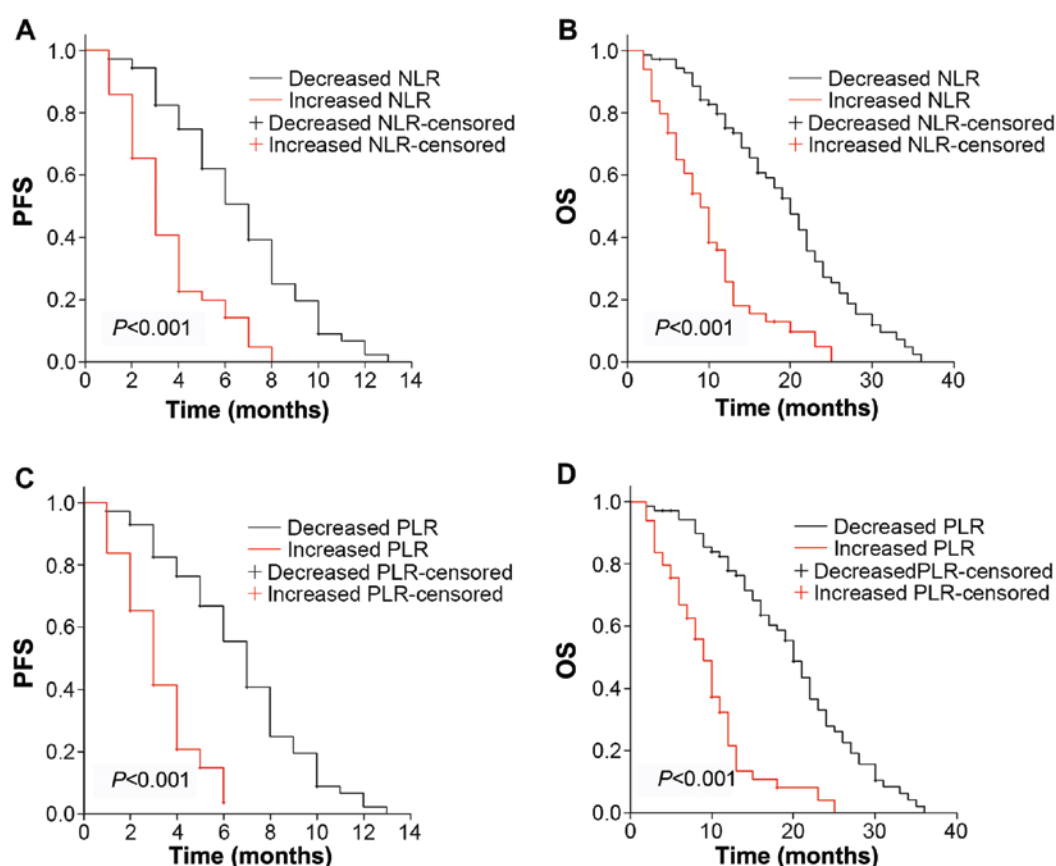 A
PFS
1.0
0.8
0.6
0.4
0.2
0.0
Decreased NLR
Increased NLR
Decreased NLR-censored
Increased NLR-censored
P<0.001
0 2 4 6 8 10 12 14
Time (months)
B
OS
1.0
0.8
0.6
0.4
0.2
0.0
Decreased NLR
Increased NLR
Decreased NLR-censored
Increased NLR-censored
P<0.001
0 10 20 30 40
Time (months)
C
PFS
1.0
0.8
0.6
0.4
0.2
0.0
Decreased PLR
Increased PLR
Decreased PLR-censored
Increased PLR-censored
P<0.001
0 2 4 6 8 10 12 14
Time (months)
D
OS
1.0
0.8
0.6
0.4
0.2
0.0
Decreased PLR
Increased PLR
DecreasedPLR-censored
Increased PLR-censored
P<0.001
0 10 20 30 40
Time (months)